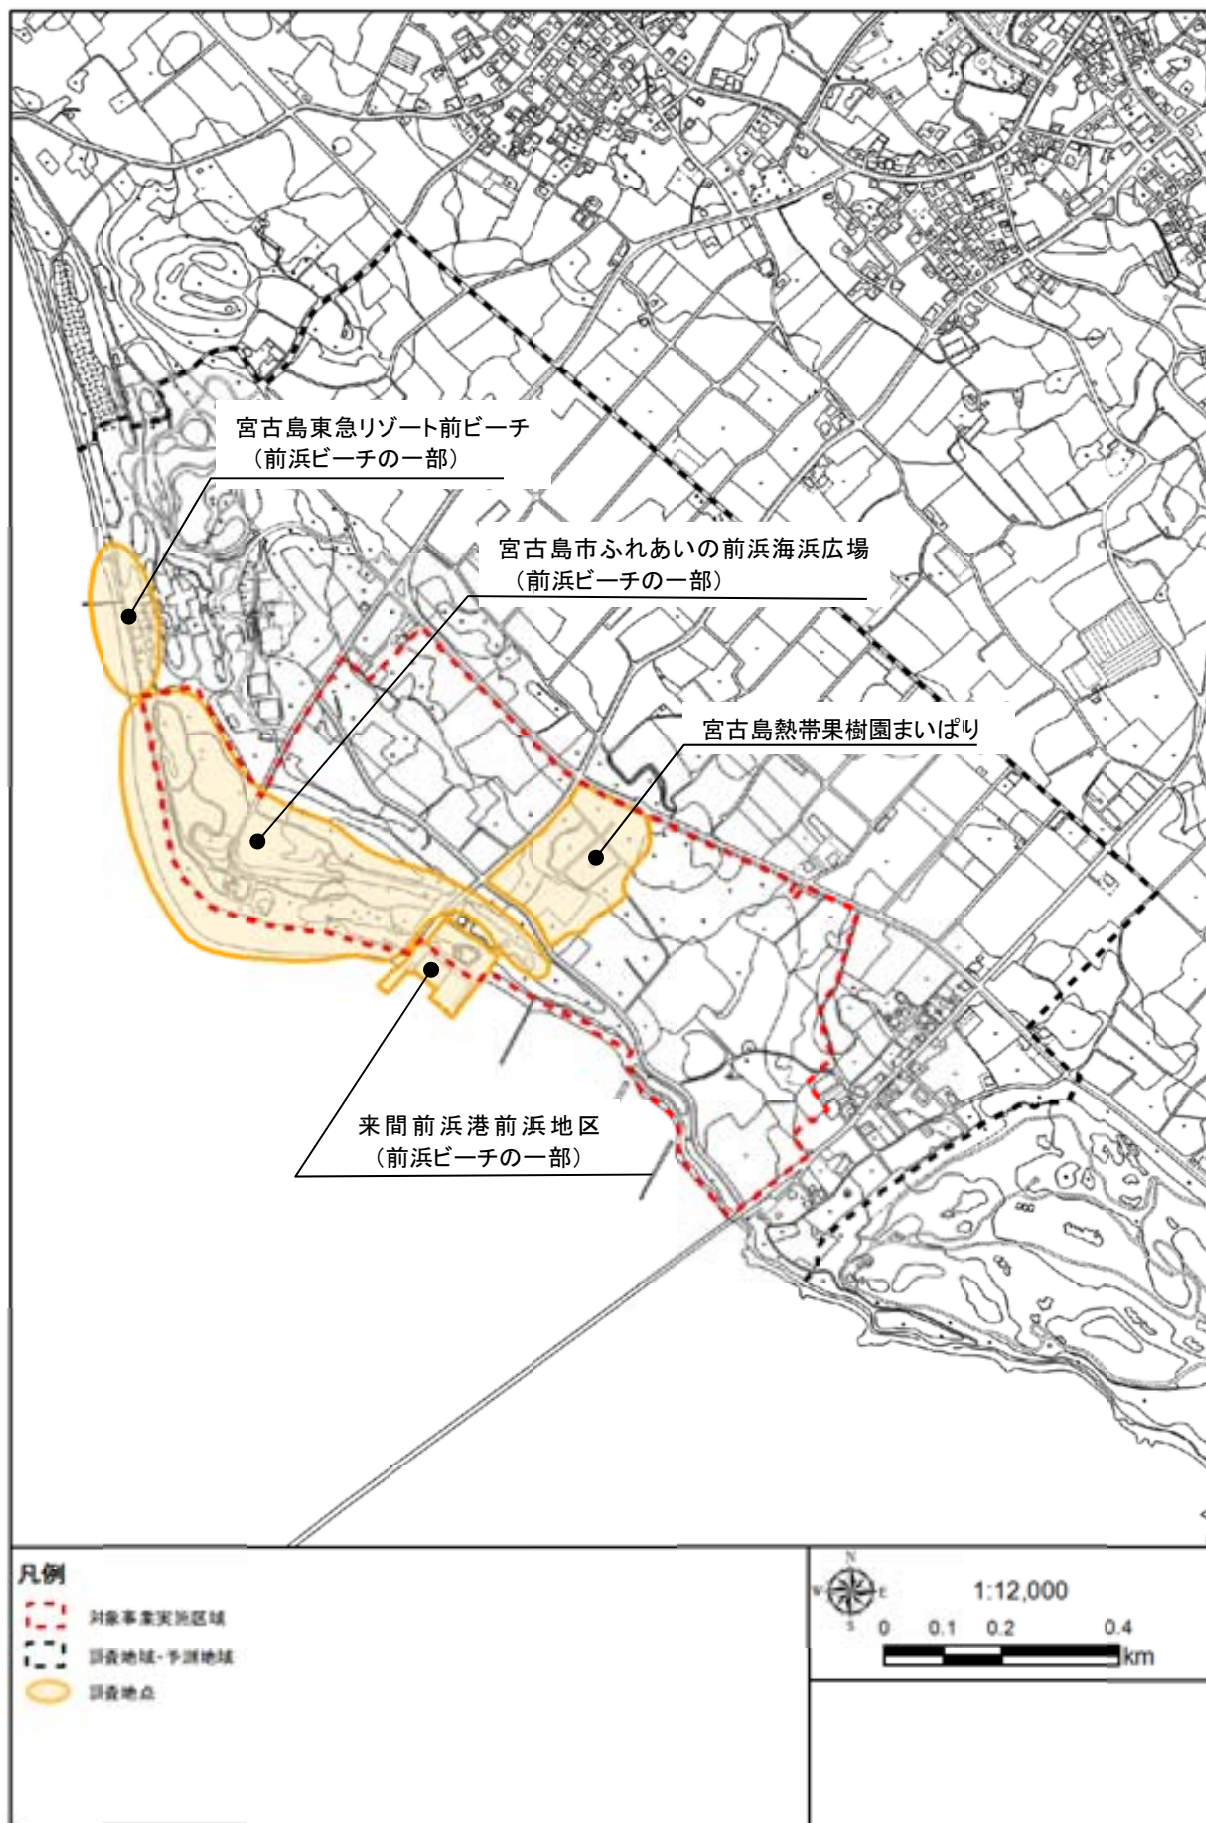 宮古島東急リゾート前ビーチ
（前浜ビーチの一部）
宮古島市ふれあいの前浜海浜広場
（前浜ビーチの一部）
宮古島熱帯果樹園まいぱり
来間前浜港前浜地区
（前浜ビーチの一部）
凡例
対象事業実施区域
調査地域・予測地域
調査地点
N
W E
S
1:12,000
0 0.1 0.2 0.4
km